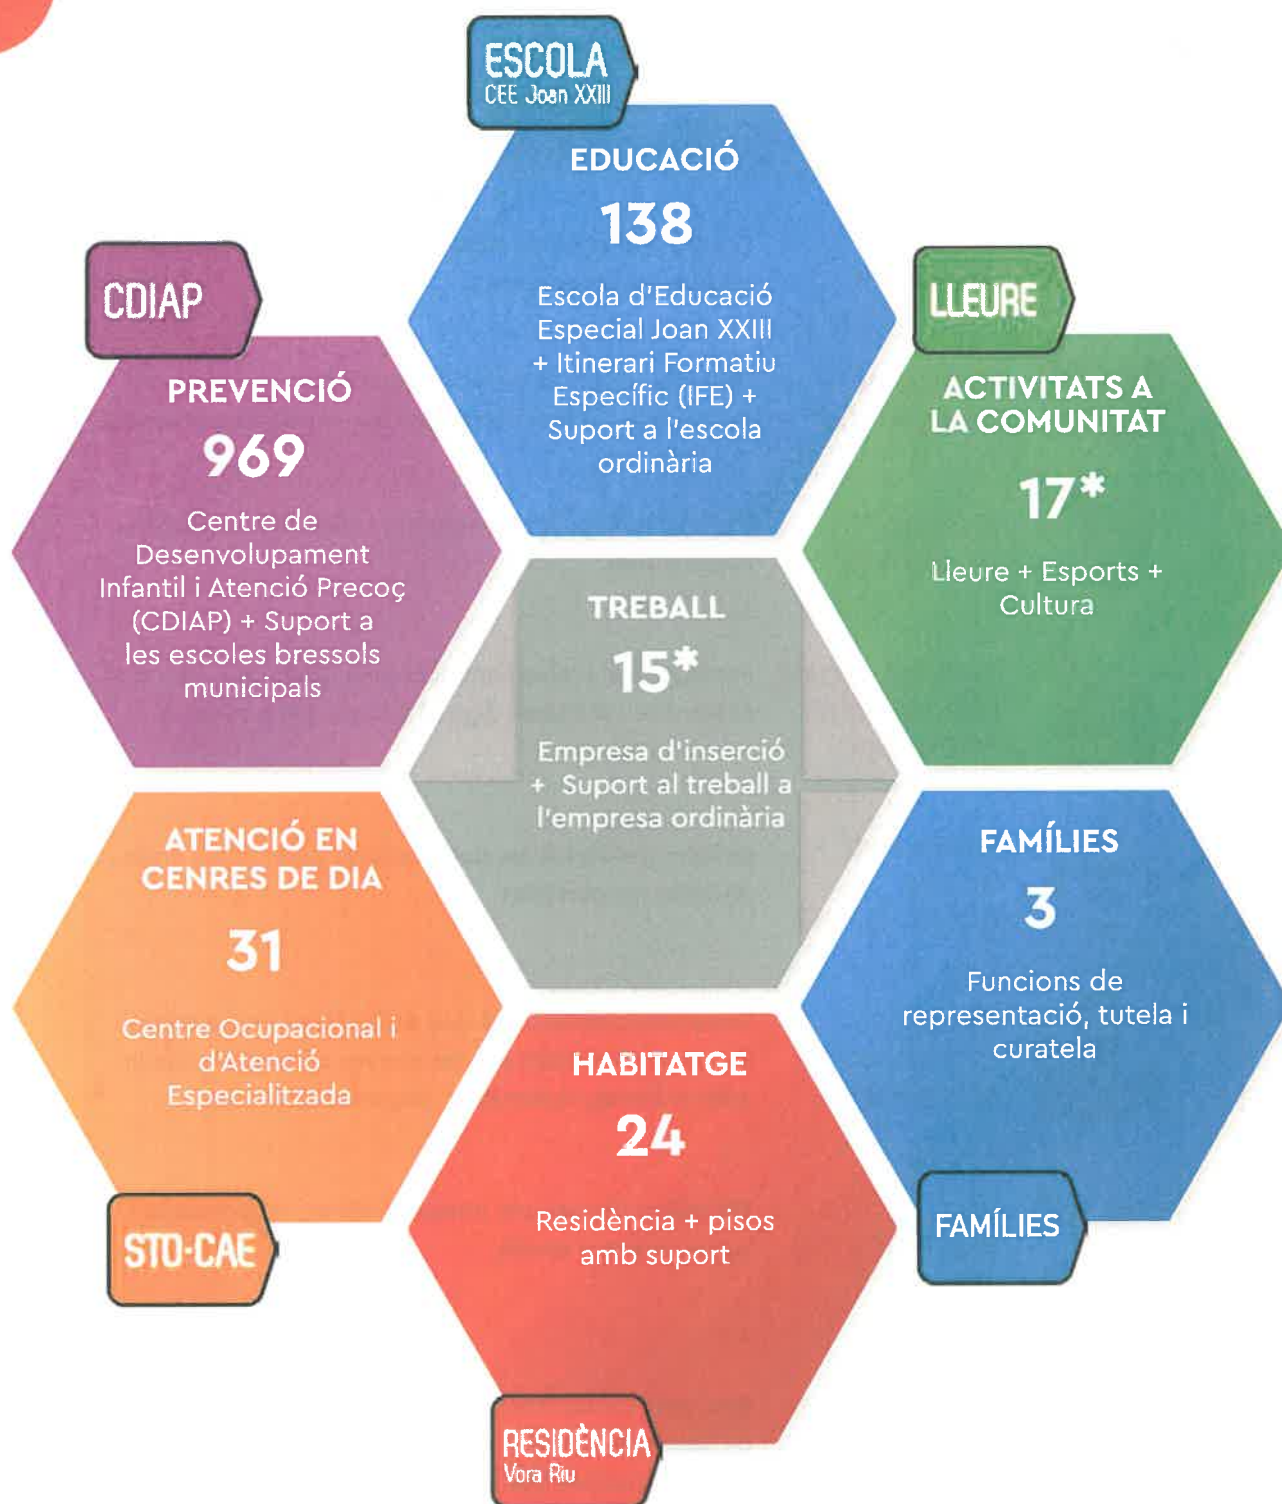 ESCOLA
CEE Joan XXIII
EDUCACIÓ
138
Escola d'Educació
Especial Joan XXIII
+ Itinerari Formatiu
Específic (IFE) +
Suport a l'escola
ordinària
CDIAP
PREVENCIÓ
969
Centre de
Desenvolupament
Infantil i Atenció Precoç
(CDIAP) + Suport a
les escoles bressols
municipals
LLEURE
ACTIVITATS A
LA COMUNITAT
17*
Lleure + Esports +
Cultura
TREBALL
15*
Empresa d'inserció
+ Suport al treball a
l'empresa ordinària
ATENCIÓ EN
CENRES DE DIA
31
Centre Ocupacional i
d'Atenció
Especialitzada
STO-CAE
FAMÍLIES
3
Funcions de
representació, tutela i
curatela
FAMÍLIES
HABITATGE
24
Residència + pisos
amb suport
RESIDÈNCIA
Vora Riu